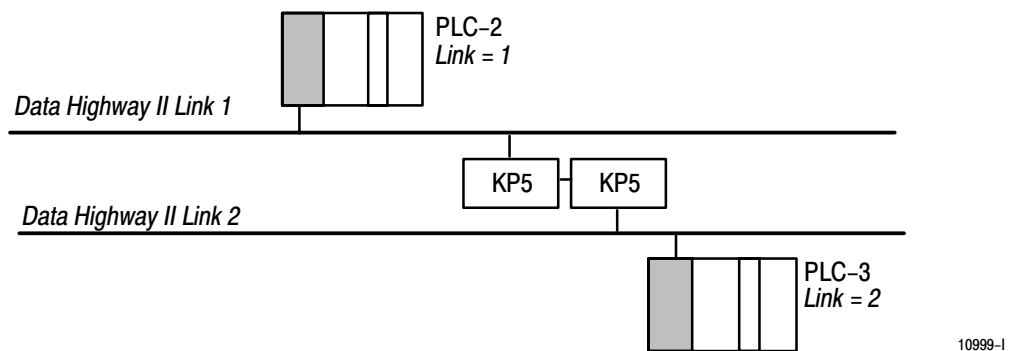 PLC–2
Link = 1
Data Highway II Link 1
KP5
KP5
Data Highway II Link 2
PLC–3
Link = 2
10999–I